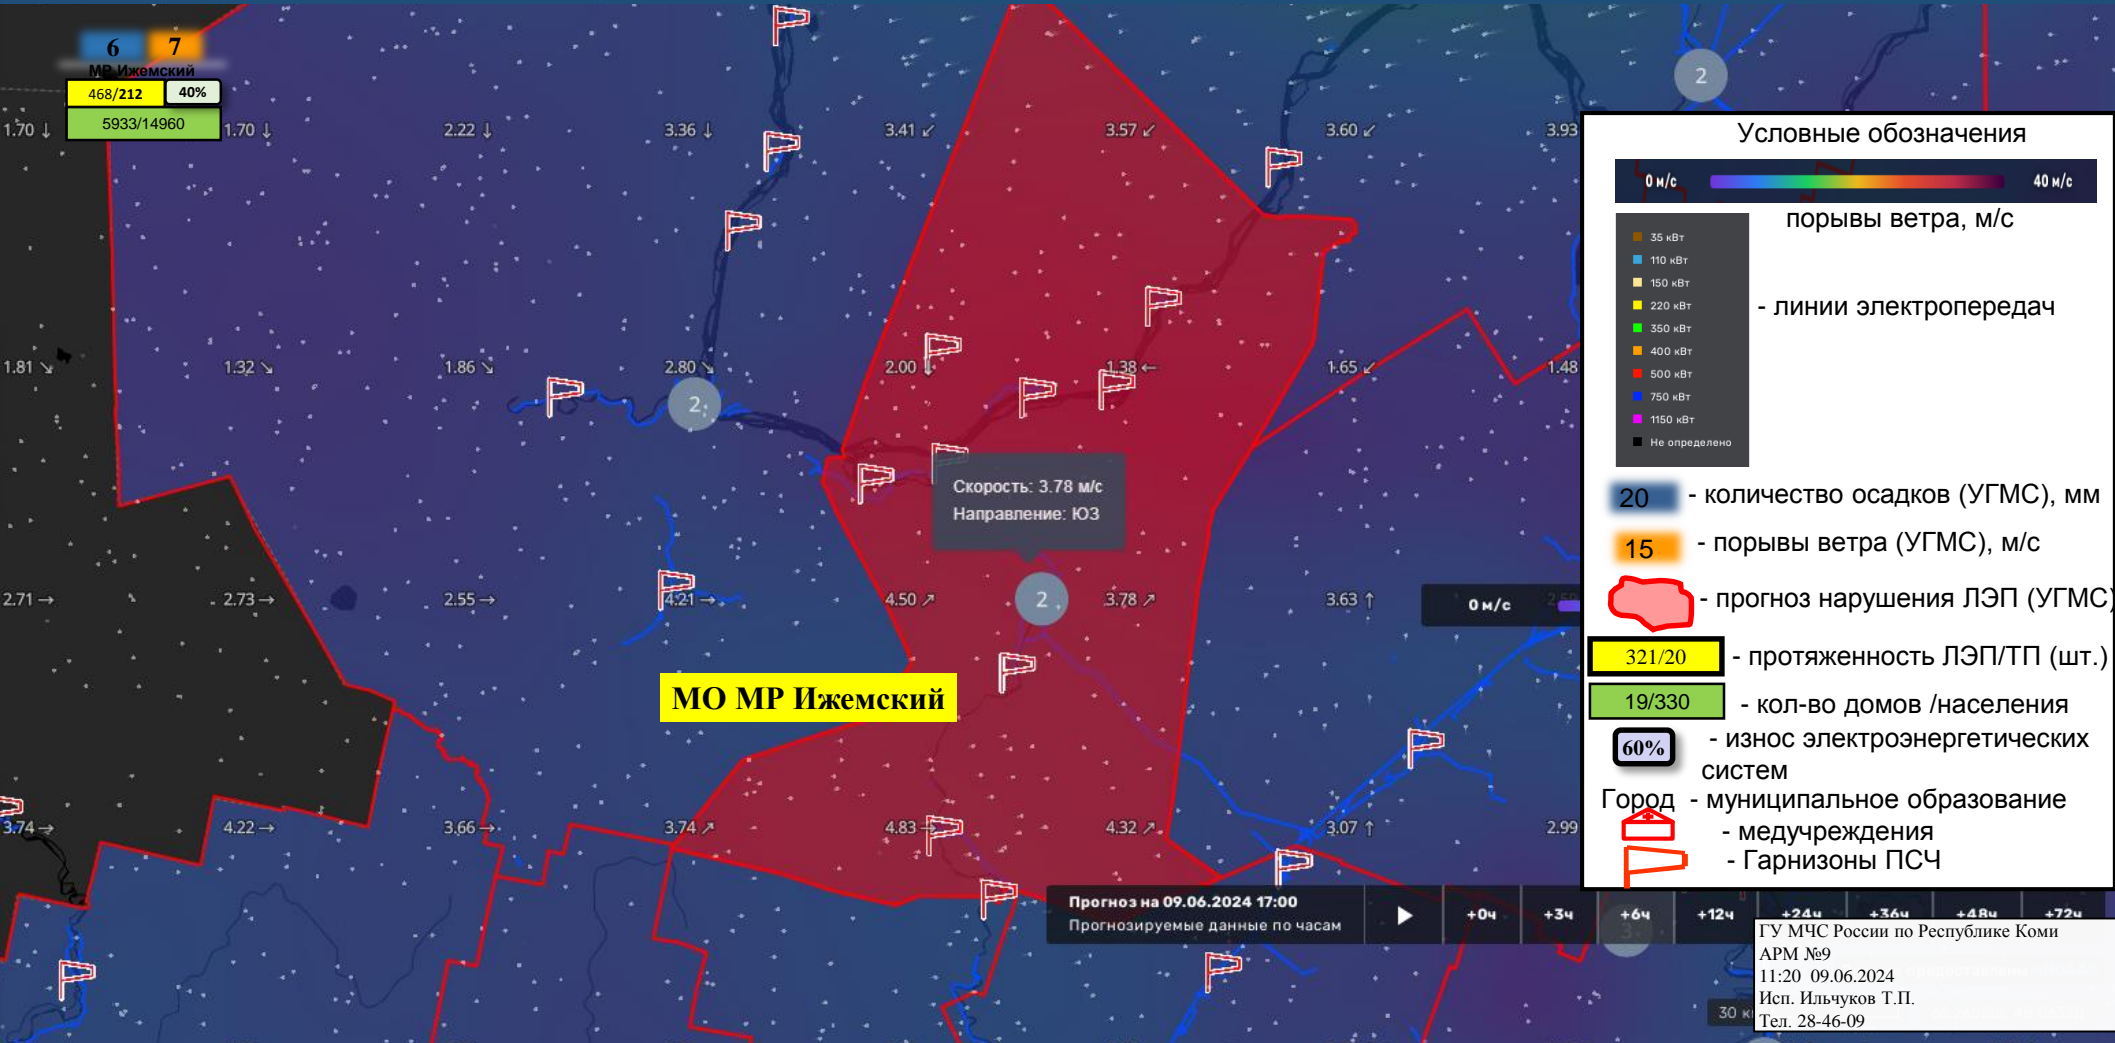 6 7
МР Ижемский
468/212 40%
5933/14960
1.70 ↓ 1.70 ↓ 2.22 ↓ 3.36 ↓ 3.41 ↙ 3.57 ↙ 3.60 ↙ 3.93
2
1.81 ↘ 1.32 ↘ 1.86 ↘ 2.80 ↘ 2.00 ↓ 1.38 ← 1.65 ↙ 1.48
2
Скорость: 3.78 м/с
Направление: ЮЗ
2.71 → 2.73 → 2.55 → 4.21 → 4.50 ↗ 2 3.78 ↗ 3.63 ↑
0 м/с
МО МР Ижемский
3.74 → 4.22 → 3.66 → 3.74 ↗ 4.83 → 4.32 ↗ 3.07 ↑ 2.99
Условные обозначения
0 м/с 40 м/с
порывы ветра, м/с
35 кВт
110 кВт
150 кВт
220 кВт
350 кВт
400 кВт
500 кВт
750 кВт
1150 кВт
Не определено
- линии электропередач
20 - количество осадков (УГМС), мм
15 - порывы ветра (УГМС), м/с
- прогноз нарушения ЛЭП (УГМС)
321/20 - протяженность ЛЭП/ТП (шт.)
19/330 - кол-во домов /населения
60% - износ электроэнергетических
систем
Город - муниципальное образование
- медучреждения
- Гарнизоны ПСЧ
Прогноз на 09.06.2024 17:00
Прогнозируемые данные по часам
+0ч +3ч +6ч +12ч +24ч +36ч +48ч +72ч
3
30
ГУ МЧС России по Республике Коми
АРМ №9
11:20 09.06.2024
Исп. Ильчуков Т.П.
Тел. 28-46-09